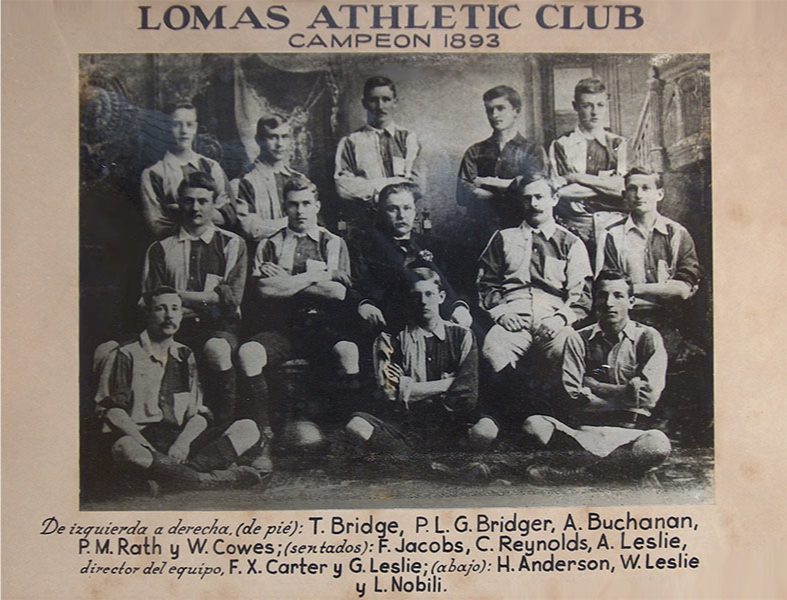 LOMAS ATHLETIC CLUB
CAMPEON 1893
De izquierda a derecha, (de pié): T. Bridge, P. L. G. Bridger, A. Buchanan,
P. M. Rath y W. Cowes; (sentados): F. Jacobs, C. Reynolds, A. Leslie,
director del equipo, F. X. Carter y G. Leslie; (abajo): H. Anderson, W. Leslie
y L. Nobili.